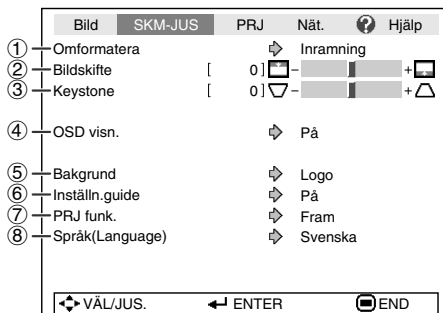 Bild SKM-JUS PRJ Nät. ? Hjälp
① Omformatera Inramning
② Bildskifte [ 0 ] − +
③ Keystone [ 0 ] − +
④ OSD visn. På
⑤ Bakgrund Logo
⑥ Inställn.guide På
⑦ PRJ funk. Fram
⑧ Språk(Language) Svenska
VÄL/JUS. ENTER END